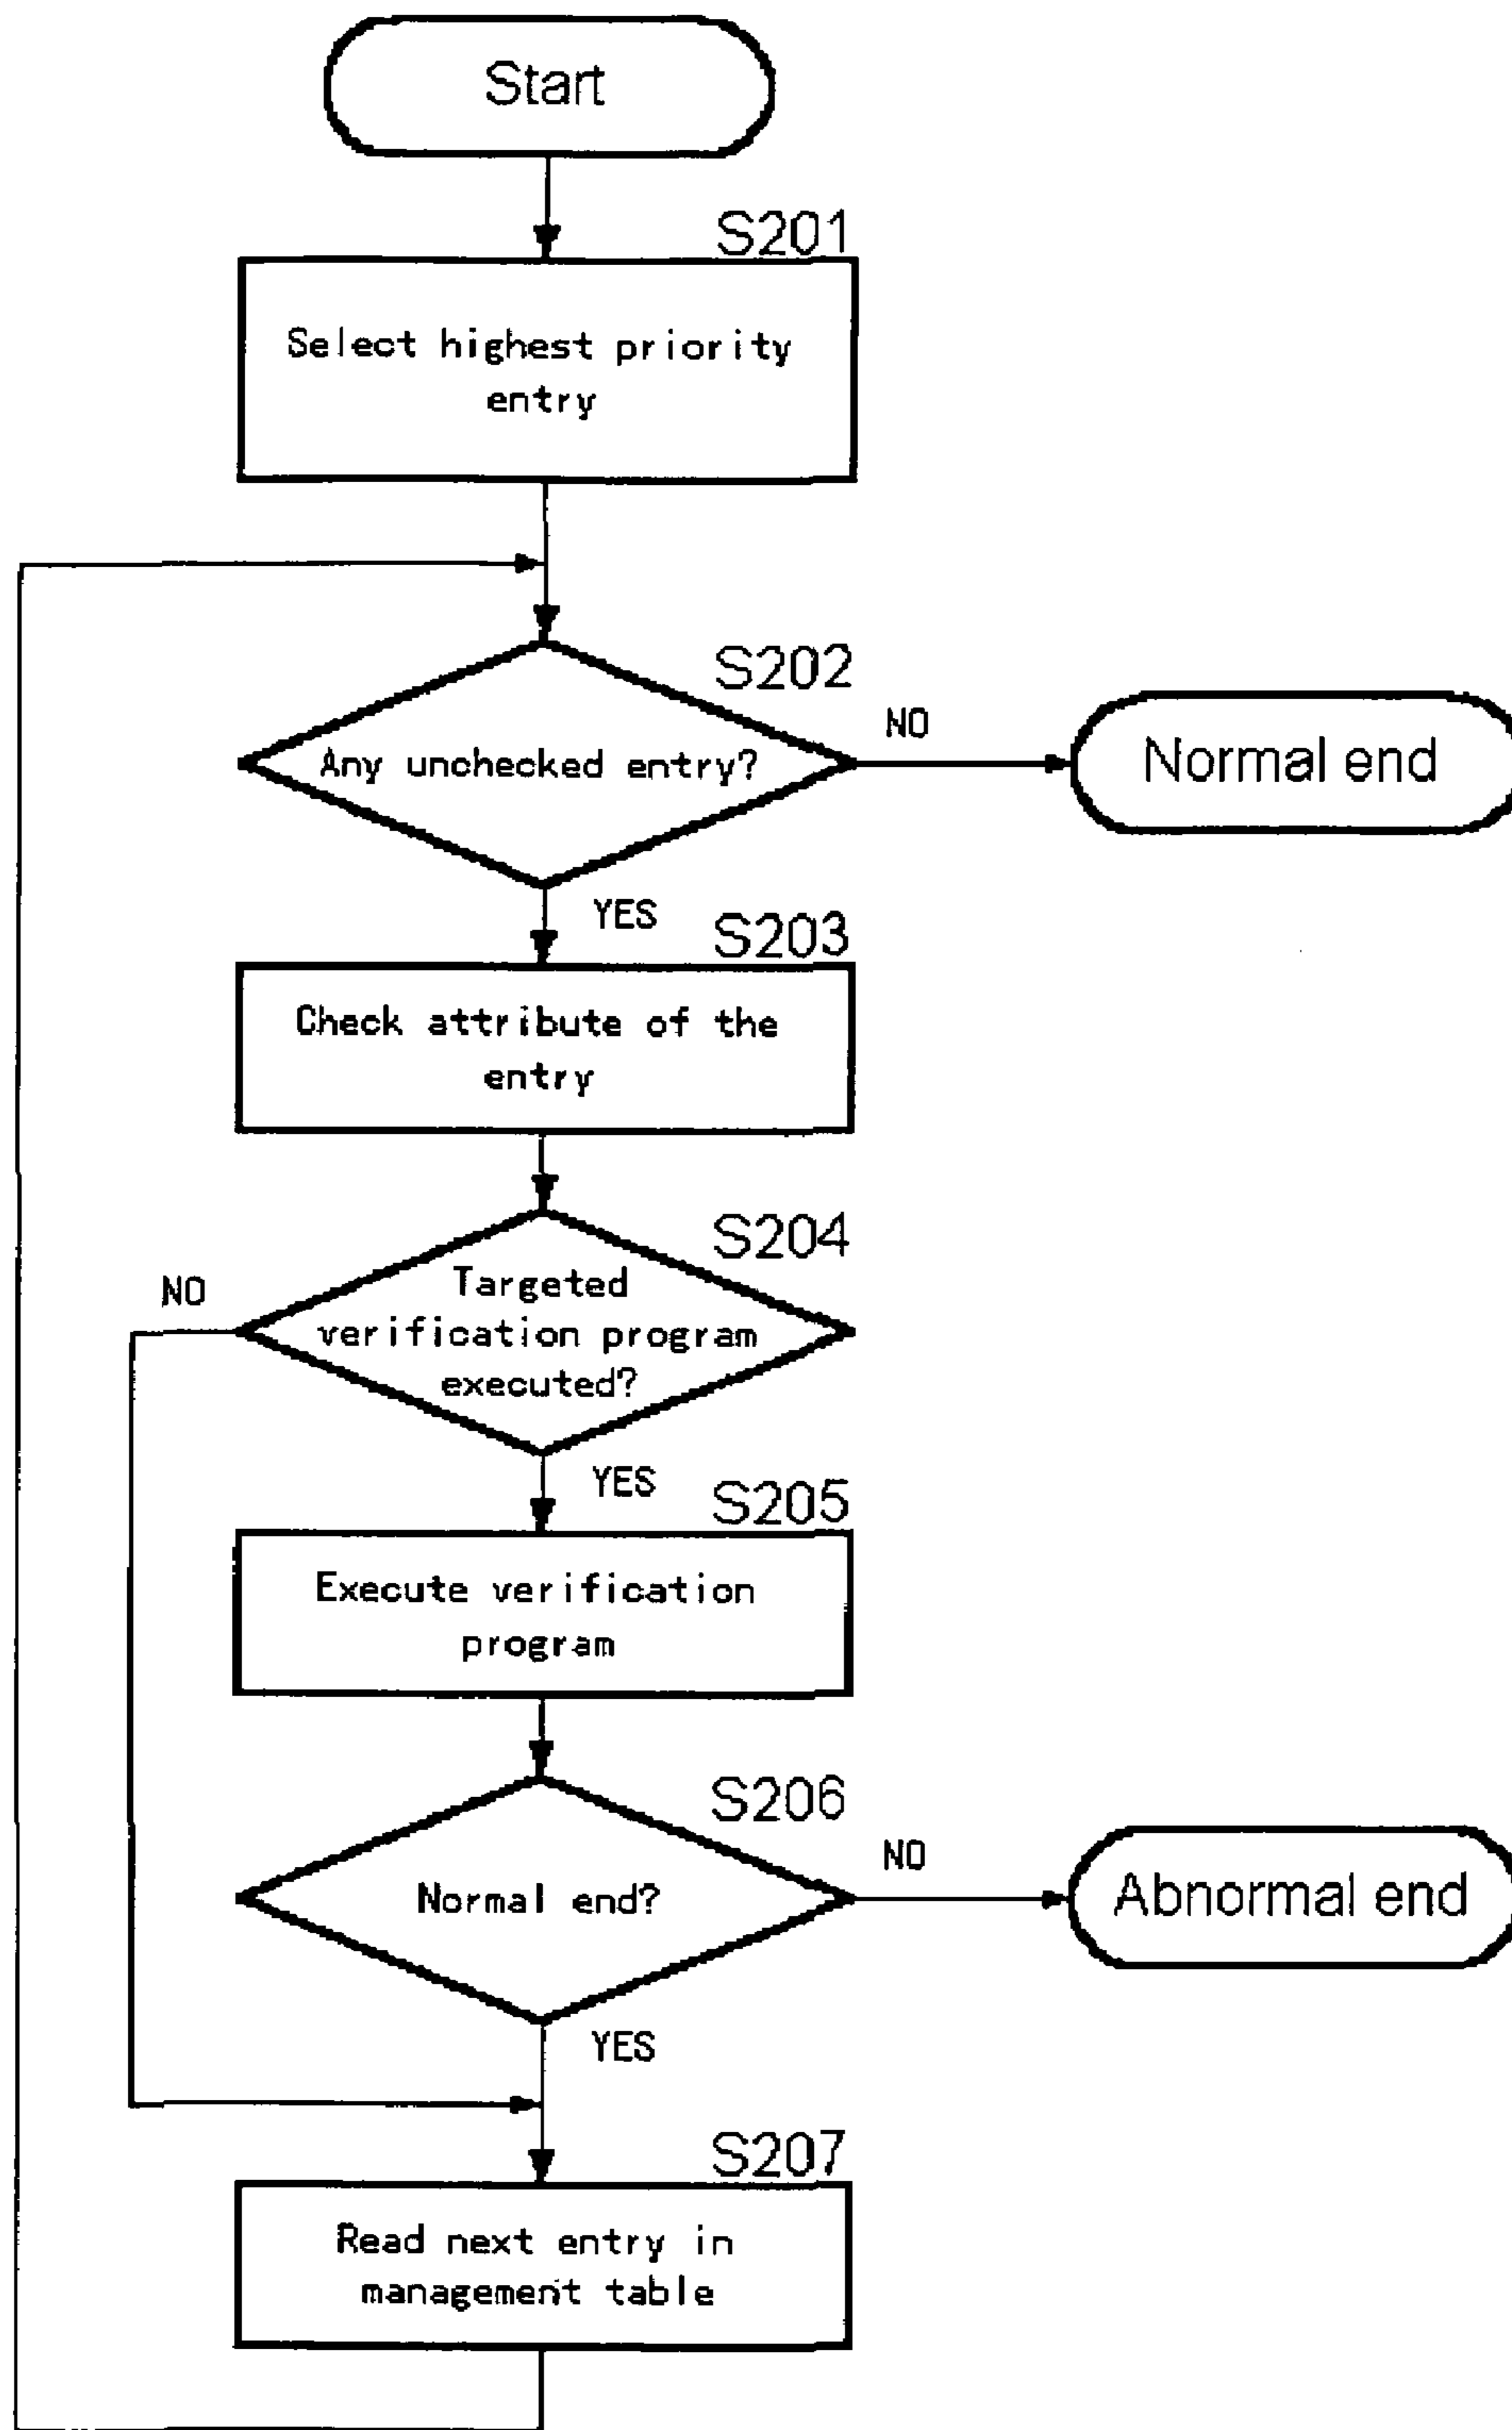 Start
S201
Select highest priority
entry
S202
Any unchecked entry?
NO
Normal end
YES
S203
Check attribute of the
entry
S204
NO
Targeted
verification program
executed?
YES
S205
Execute verification
program
S206
Normal end?
NO
Abnormal end
YES
S207
Read next entry in
management table